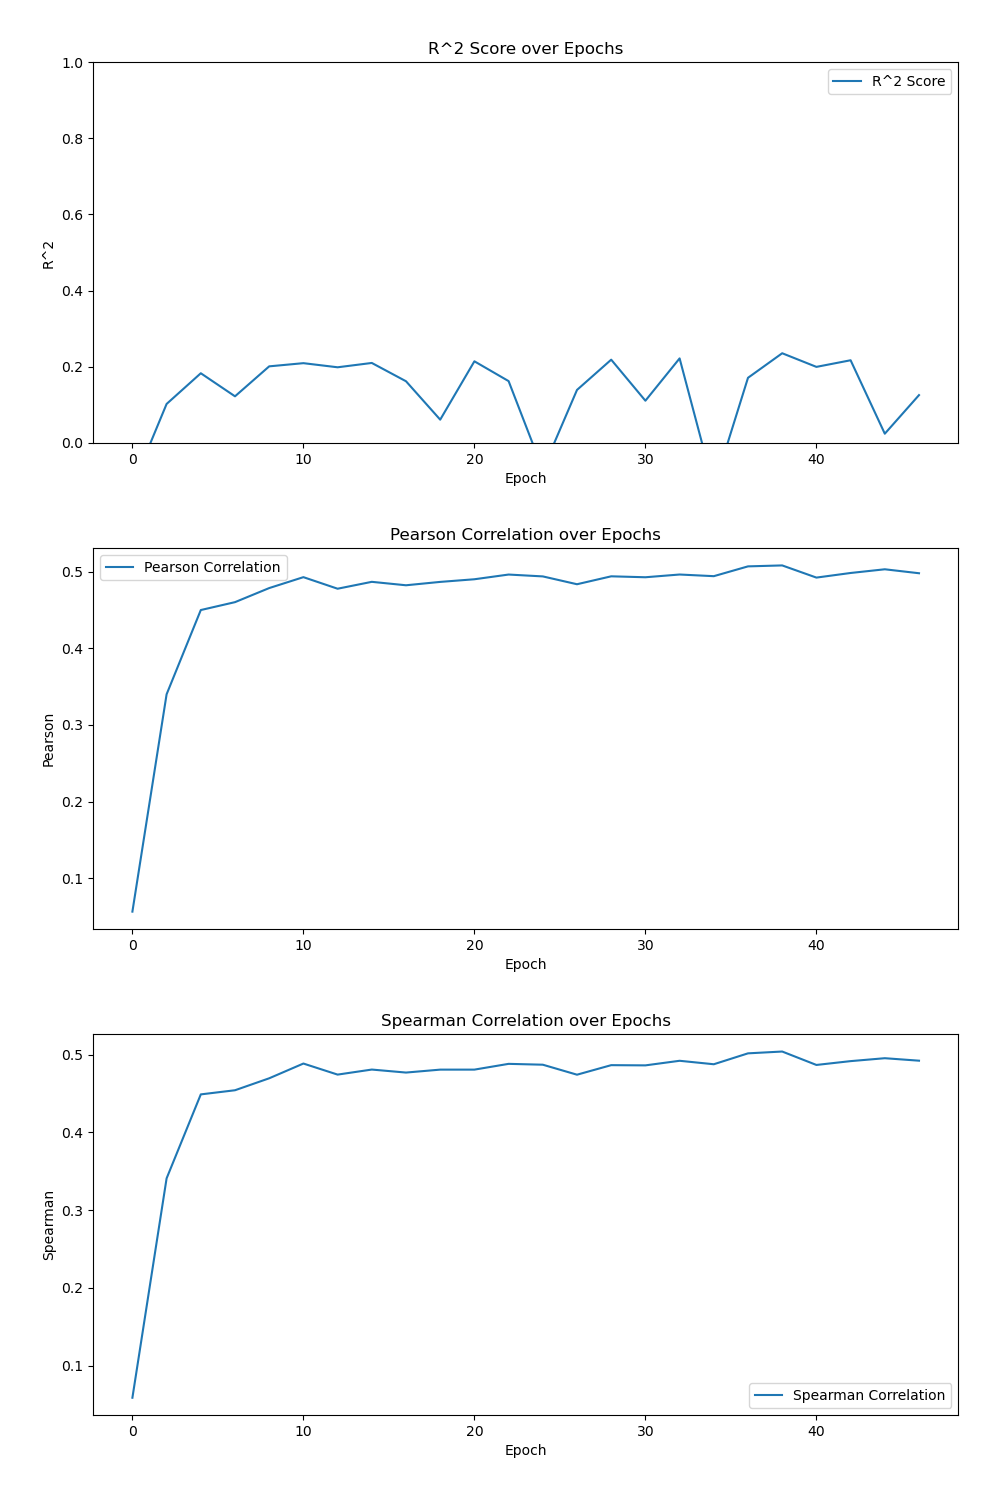 R^2 Score over Epochs
R^2 Score
1.0
0.8
0.6
0.4
0.2
0.0
R^2
0 10 20 30 40
Epoch
Pearson Correlation over Epochs
Pearson Correlation
0.5
0.4
0.3
0.2
0.1
Pearson
0 10 20 30 40
Epoch
Spearman Correlation over Epochs
0.5
0.4
0.3
0.2
0.1
Spearman
Spearman Correlation
0 10 20 30 40
Epoch